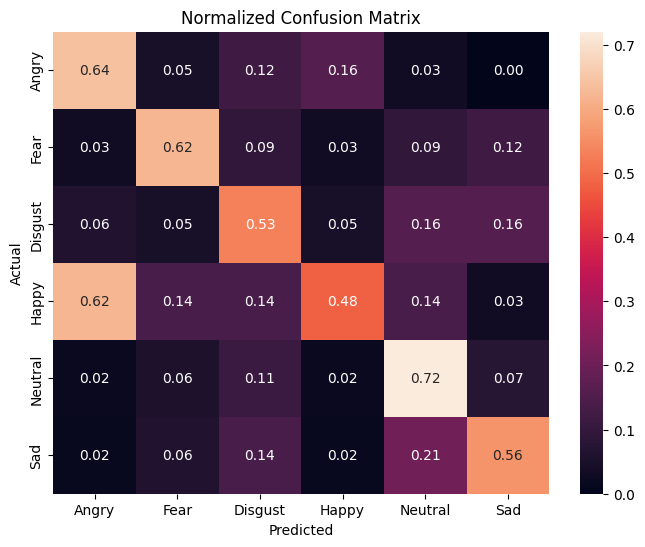 Normalized Confusion Matrix
Actual
Angry 0.64 0.05 0.12 0.16 0.03 0.00
Fear 0.03 0.62 0.09 0.03 0.09 0.12
Disgust 0.06 0.05 0.53 0.05 0.16 0.16
Happy 0.62 0.14 0.14 0.48 0.14 0.03
Neutral 0.02 0.06 0.11 0.02 0.72 0.07
Sad 0.02 0.06 0.14 0.02 0.21 0.56
Angry Fear Disgust Happy Neutral Sad
Predicted
0.7
0.6
0.5
0.4
0.3
0.2
0.1
0.0